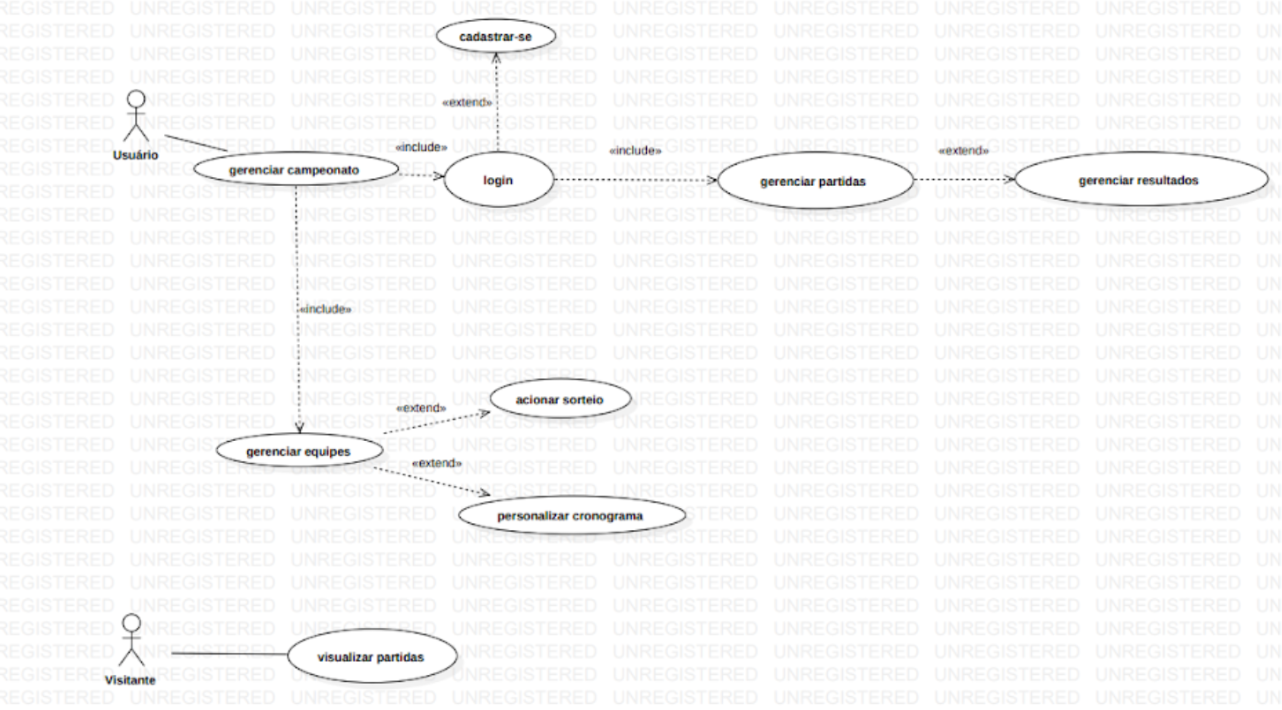 cadastrar-se
«extend»
Usuário
gerenciar campeonato
«include»
login
«include»
gerenciar partidas
«extend»
gerenciar resultados
«include»
gerenciar equipes
«extend»
acionar sorteio
«extend»
personalizar cronograma
Visitante
visualizar partidas
UNREGISTERED